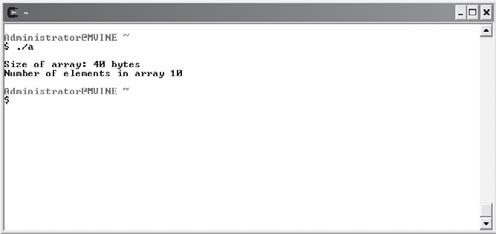 ~
Administrator@MVINE ~
$ ./a
Size of array: 40 bytes
Number of elements in array 10
Administrator@MVINE ~
$